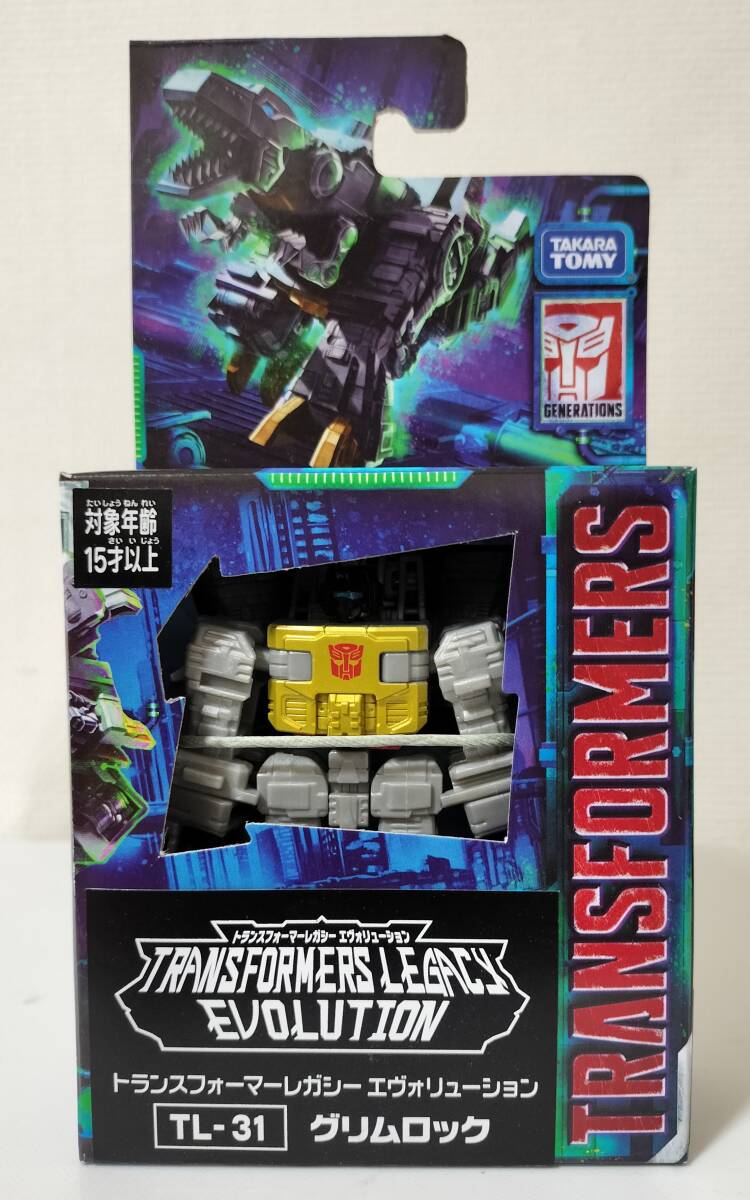 TAKARA
TOMY
GENERATIONS
たいしょうねんれい
対象年齢
さいいじょう
15才以上
TRANSFORMERS
トランスフォーマーレガシー エヴォリューション
TRANSFORMERS LEGACY
EVOLUTION
トランスフォーマーレガシー エヴォリューション
TL-31 グリムロック